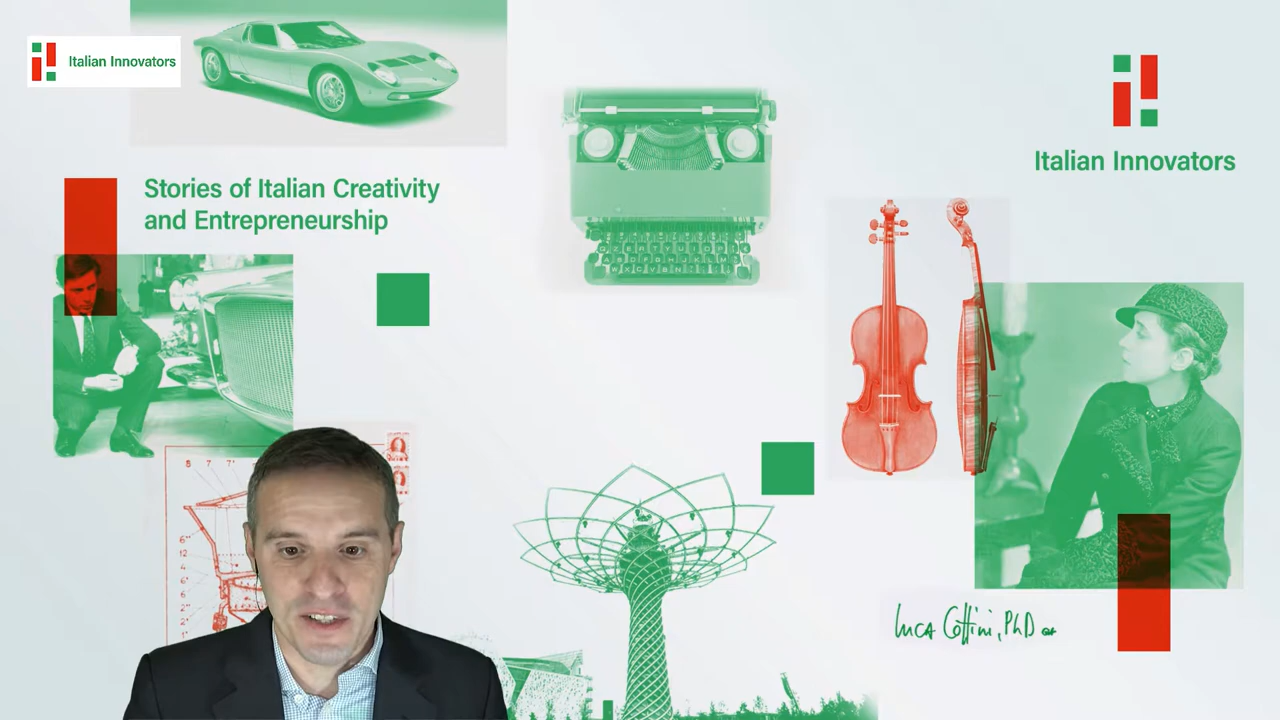 Italian Innovators
Italian Innovators
Stories of Italian Creativity
and Entrepreneurship
Luca Cottini, PhD